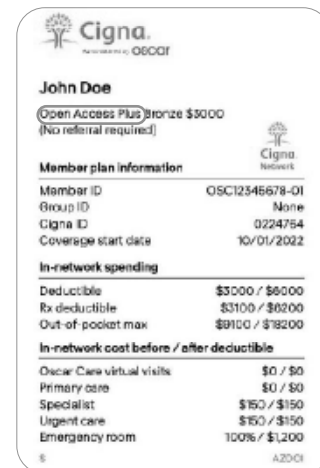 Cigna.
Administered by oscar
John Doe
Open Access Plus Bronze $3000
(No referral required)
Cigna.
Network
Member plan information
Member ID OSC12345678-01
Group ID None
Cigna ID 0224764
Coverage start date 10/01/2022
In-network spending
Deductible $3000 / $6000
Rx deductible $3100 / $6200
Out-of-pocket max $9100 / $18200
In-network cost before / after deductible
Oscar Care virtual visits $0 / $0
Primary care $0 / $0
Specialist $150 / $150
Urgent care $150 / $150
Emergency room 100% / $1,200
S AZOCI